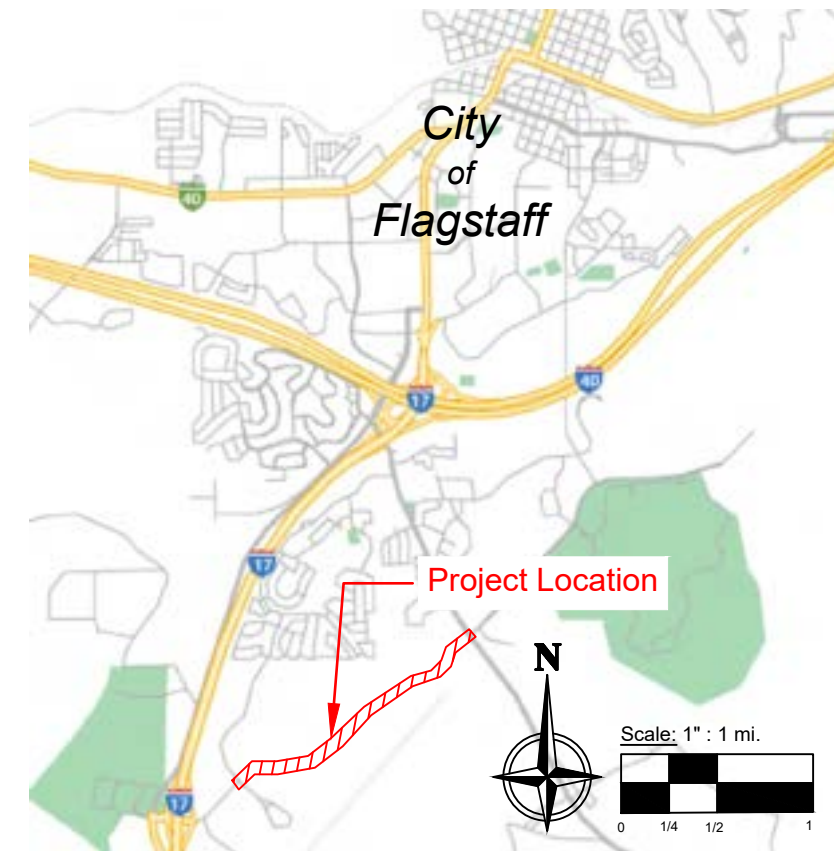 City
of
Flagstaff
40
17
40
17
Project Location
N
Scale: 1" : 1 mi.
17
0 1/4 1/2 1